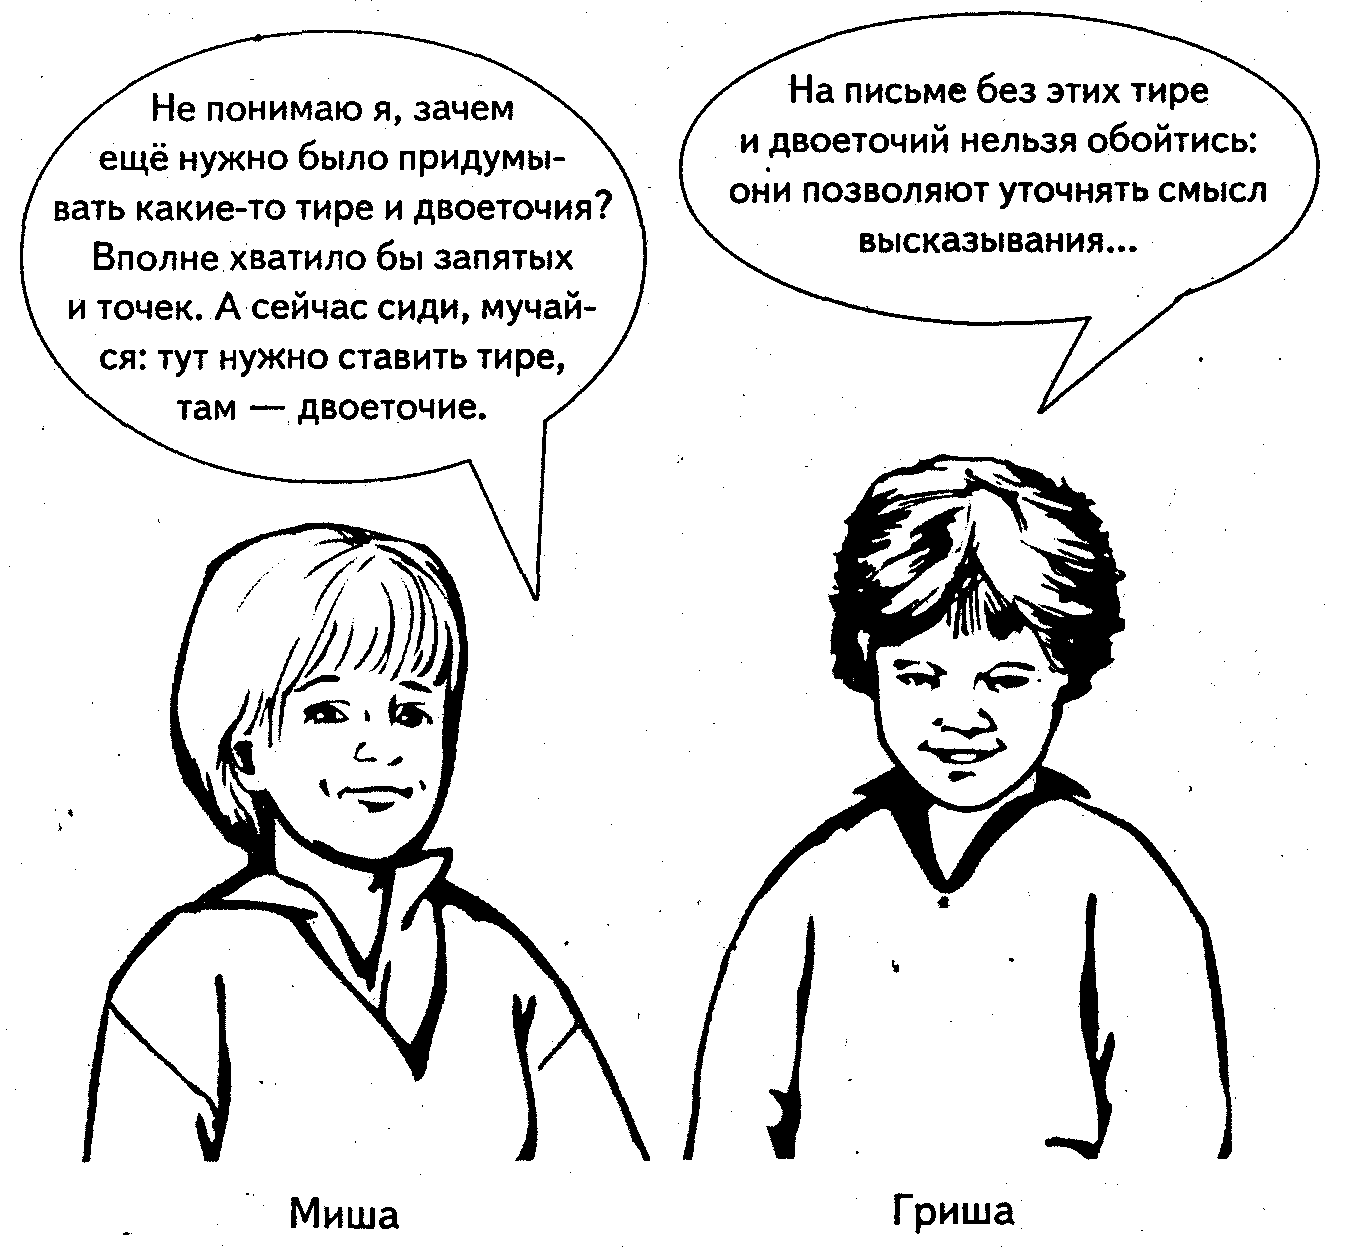 Не понимаю я, зачем
ещё нужно было придумы-
вать какие-то тире и двоеточия?
Вполне хватило бы запятых
и точек. А сейчас сиди, мучай-
ся: тут нужно ставить тире,
там — двоеточие.
На письме без этих тире
и двоеточий нельзя обойтись:
они позволяют уточнять смысл
высказывания...
Миша
Гриша